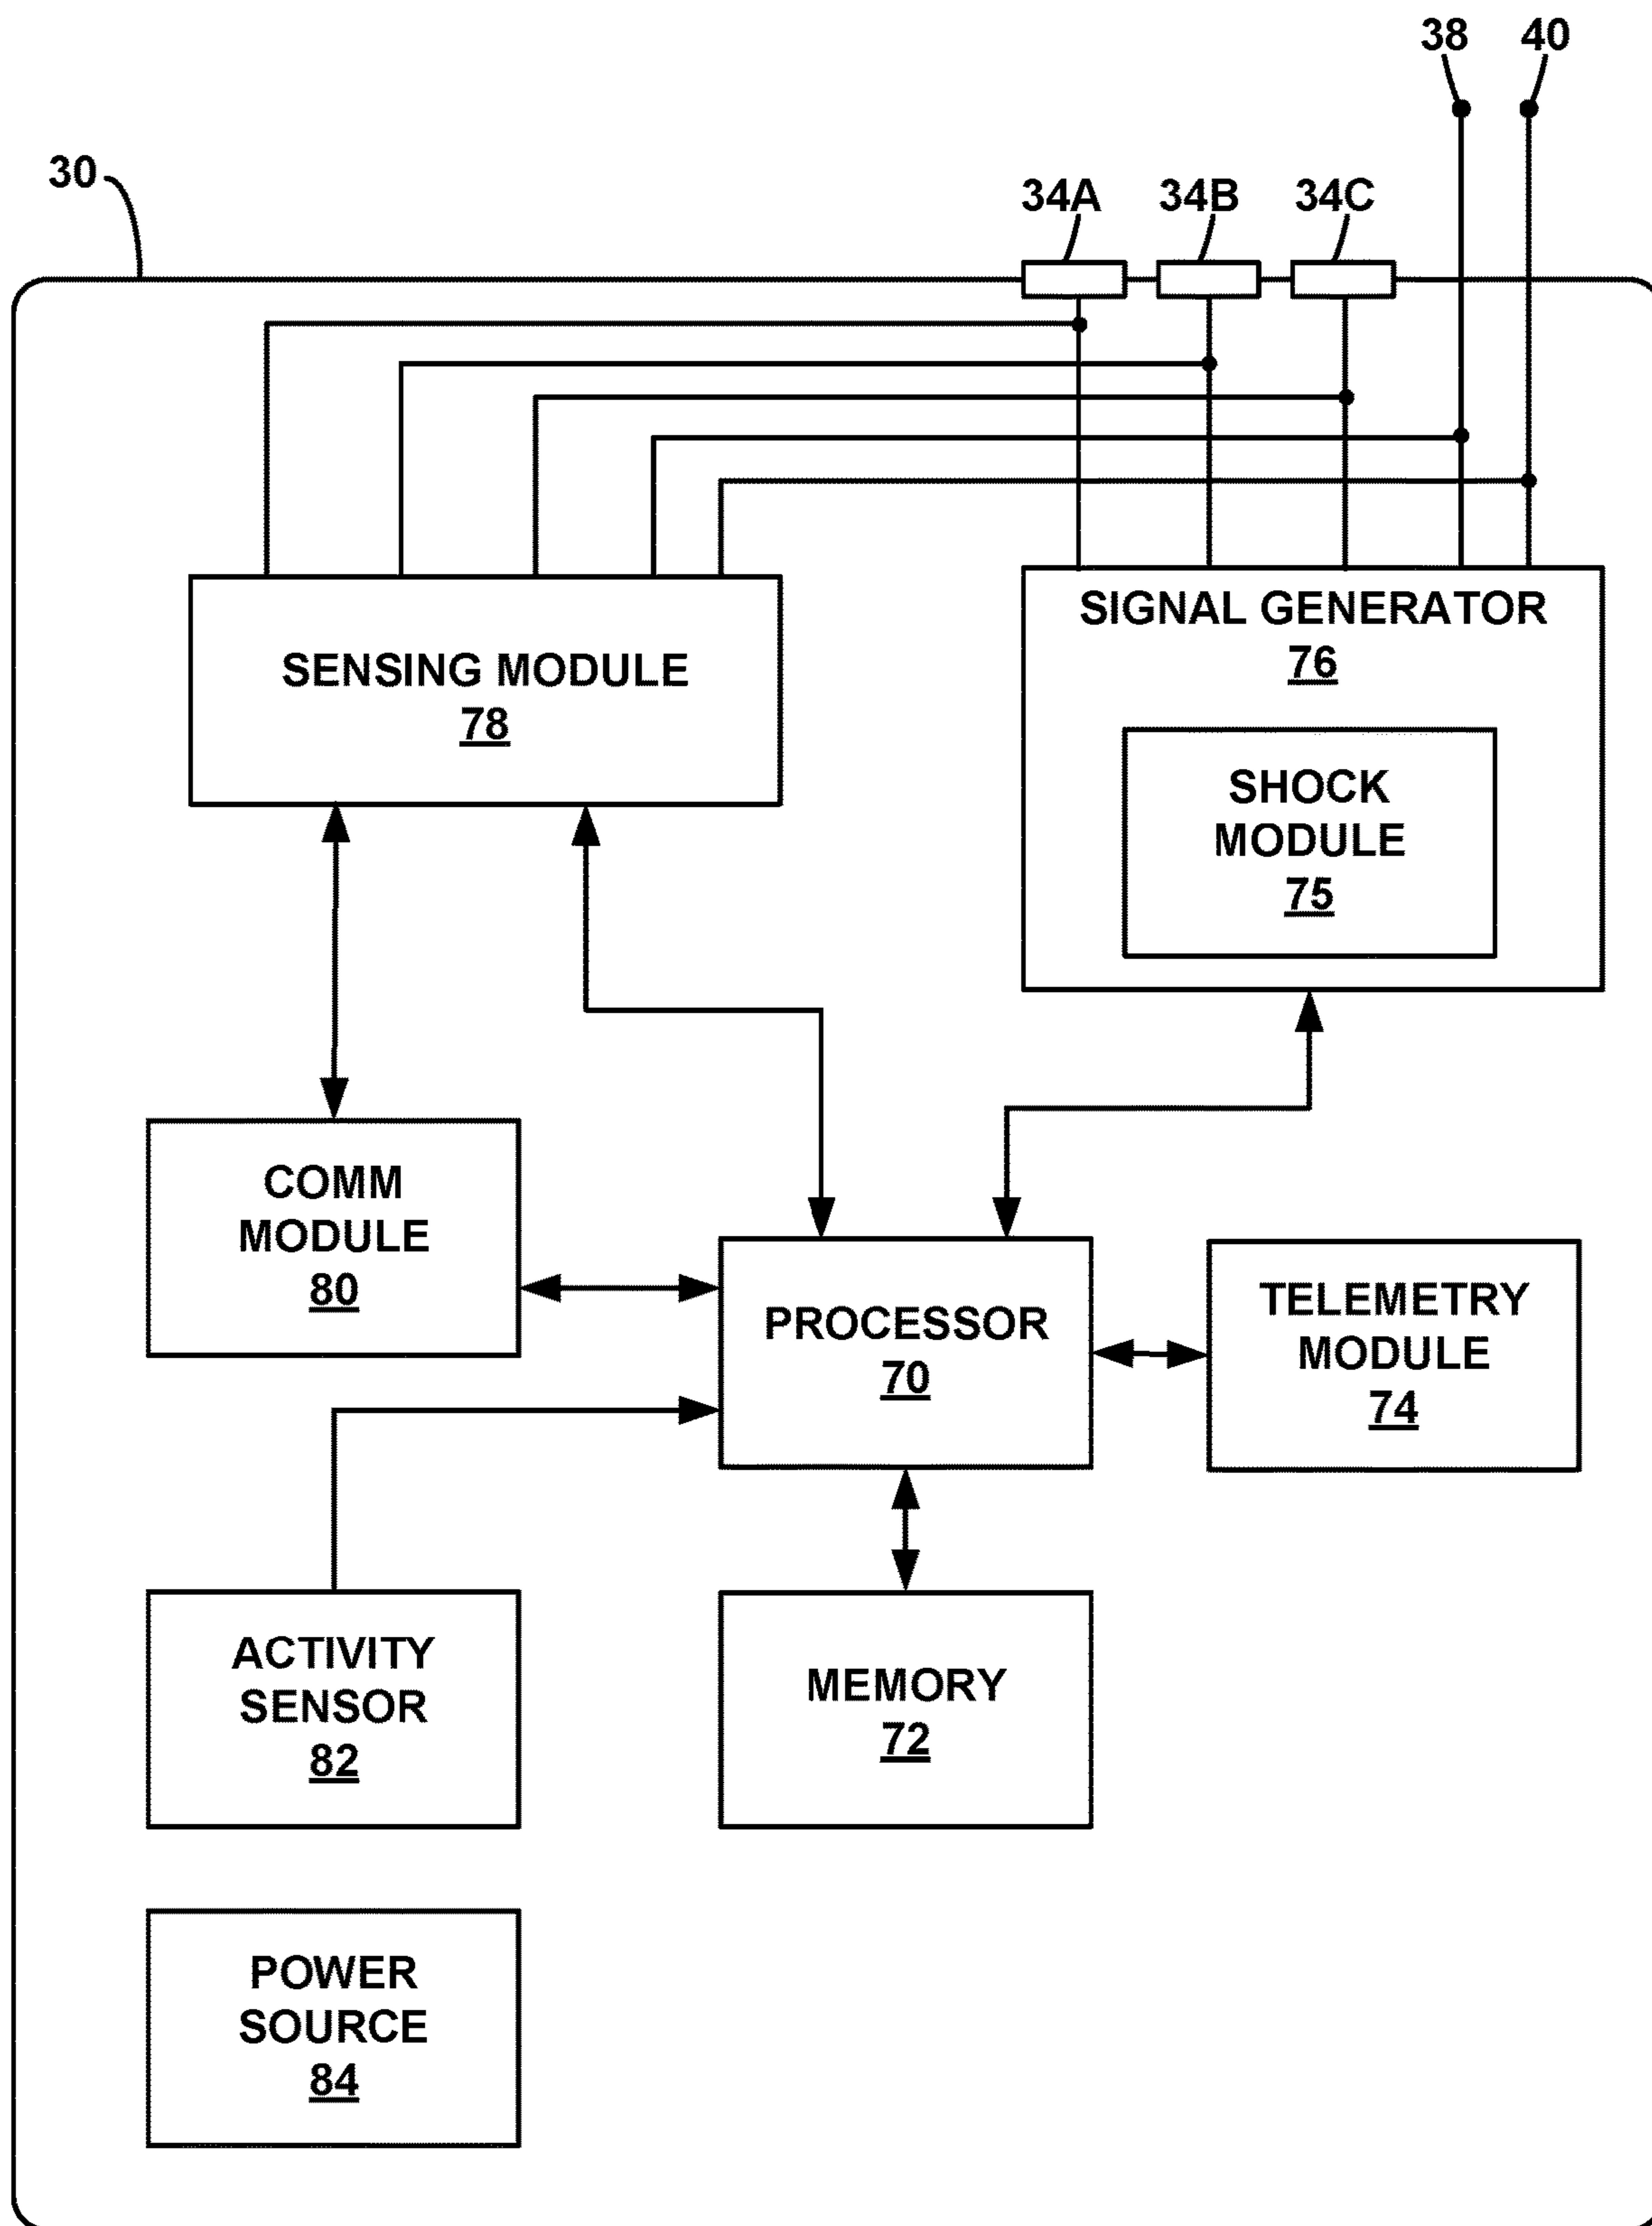 38
40
30
34A
34B
34C
SIGNAL GENERATOR
76
SENSING MODULE
78
SHOCK
MODULE
75
COMM
MODULE
80
PROCESSOR
70
TELEMETRY
MODULE
74
ACTIVITY
SENSOR
82
MEMORY
72
POWER
SOURCE
84